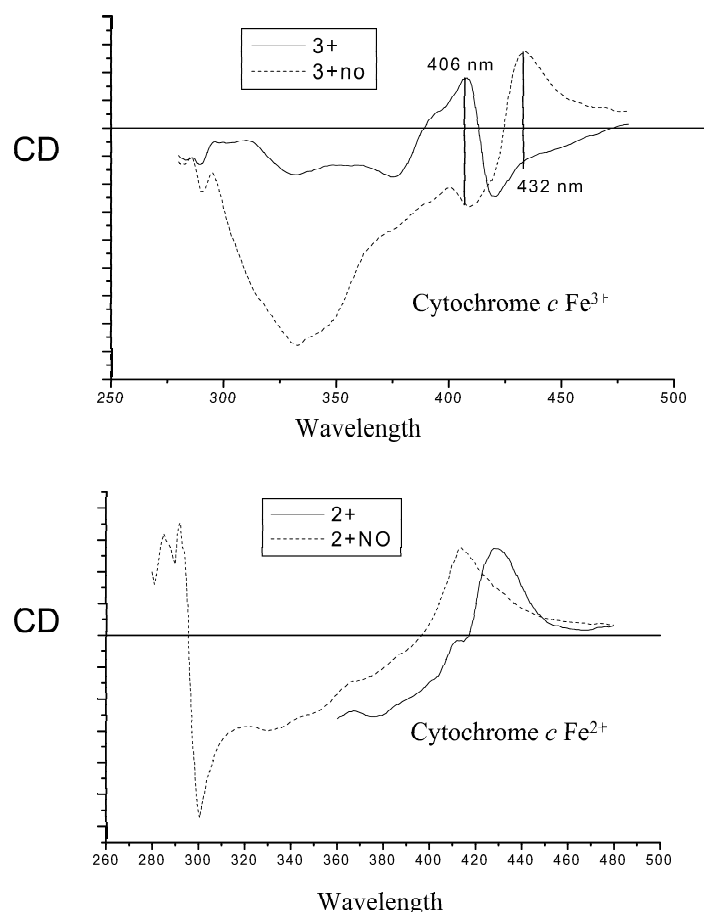 3+
3+no
406 nm
CD
432 nm
Cytochrome c Fe³⁺
250 300 350 400 450 500
Wavelength
2+
2+NO
CD
Cytochrome c Fe²⁺
260 280 300 320 340 360 380 400 420 440 460 480 500
Wavelength